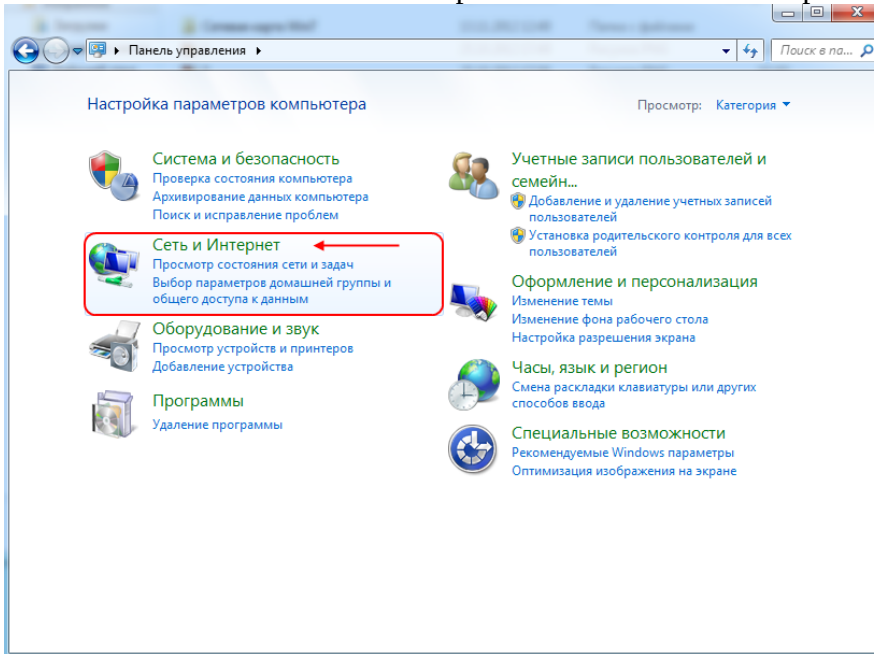 Панель управления
Поиск в па...
Настройка параметров компьютера
Просмотр: Категория
Система и безопасность
Проверка состояния компьютера
Архивирование данных компьютера
Поиск и исправление проблем
Сеть и Интернет
Просмотр состояния сети и задач
Выбор параметров домашней группы и
общего доступа к данным
Оборудование и звук
Просмотр устройств и принтеров
Добавление устройства
Программы
Удаление программы
Учетные записи пользователей и
семейн...
Добавление и удаление учетных записей
пользователей
Установка родительского контроля для всех
пользователей
Оформление и персонализация
Изменение темы
Изменение фона рабочего стола
Настройка разрешения экрана
Часы, язык и регион
Смена раскладки клавиатуры или других
способов ввода
Специальные возможности
Рекомендуемые Windows параметры
Оптимизация изображения на экране